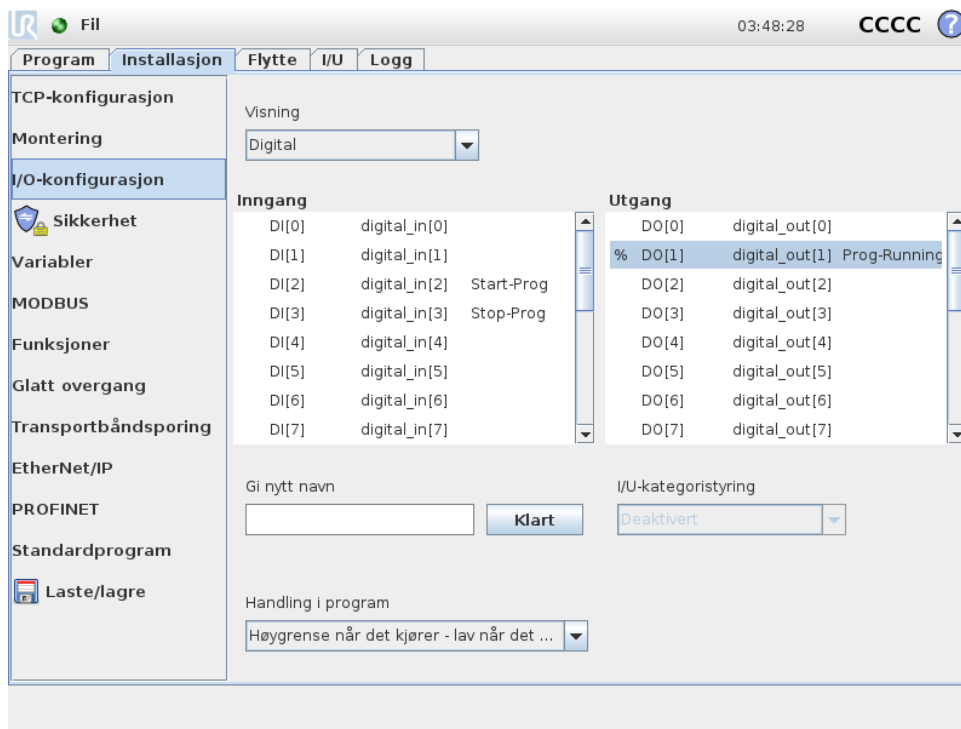 UR Fil 03:48:28 CCCC ?
Program Installasjon Flytte I/U Logg
TCP-konfigurasjon
Montering
I/O-konfigurasjon
Sikkerhet
Variabler
MODBUS
Funksjoner
Glatt overgang
Transportbåndsporing
EtherNet/IP
PROFINET
Standardprogram
Laste/lagre
Visning
Digital
Inngang
DI[0] digital_in[0]
DI[1] digital_in[1]
DI[2] digital_in[2] Start-Prog
DI[3] digital_in[3] Stop-Prog
DI[4] digital_in[4]
DI[5] digital_in[5]
DI[6] digital_in[6]
DI[7] digital_in[7]
Utgang
DO[0] digital_out[0]
% DO[1] digital_out[1] Prog-Running
DO[2] digital_out[2]
DO[3] digital_out[3]
DO[4] digital_out[4]
DO[5] digital_out[5]
DO[6] digital_out[6]
DO[7] digital_out[7]
Gi nytt navn
Klart
I/U-kategoristyring
Deaktivert
Handling i program
Høygrense når det kjører - lav når det ...